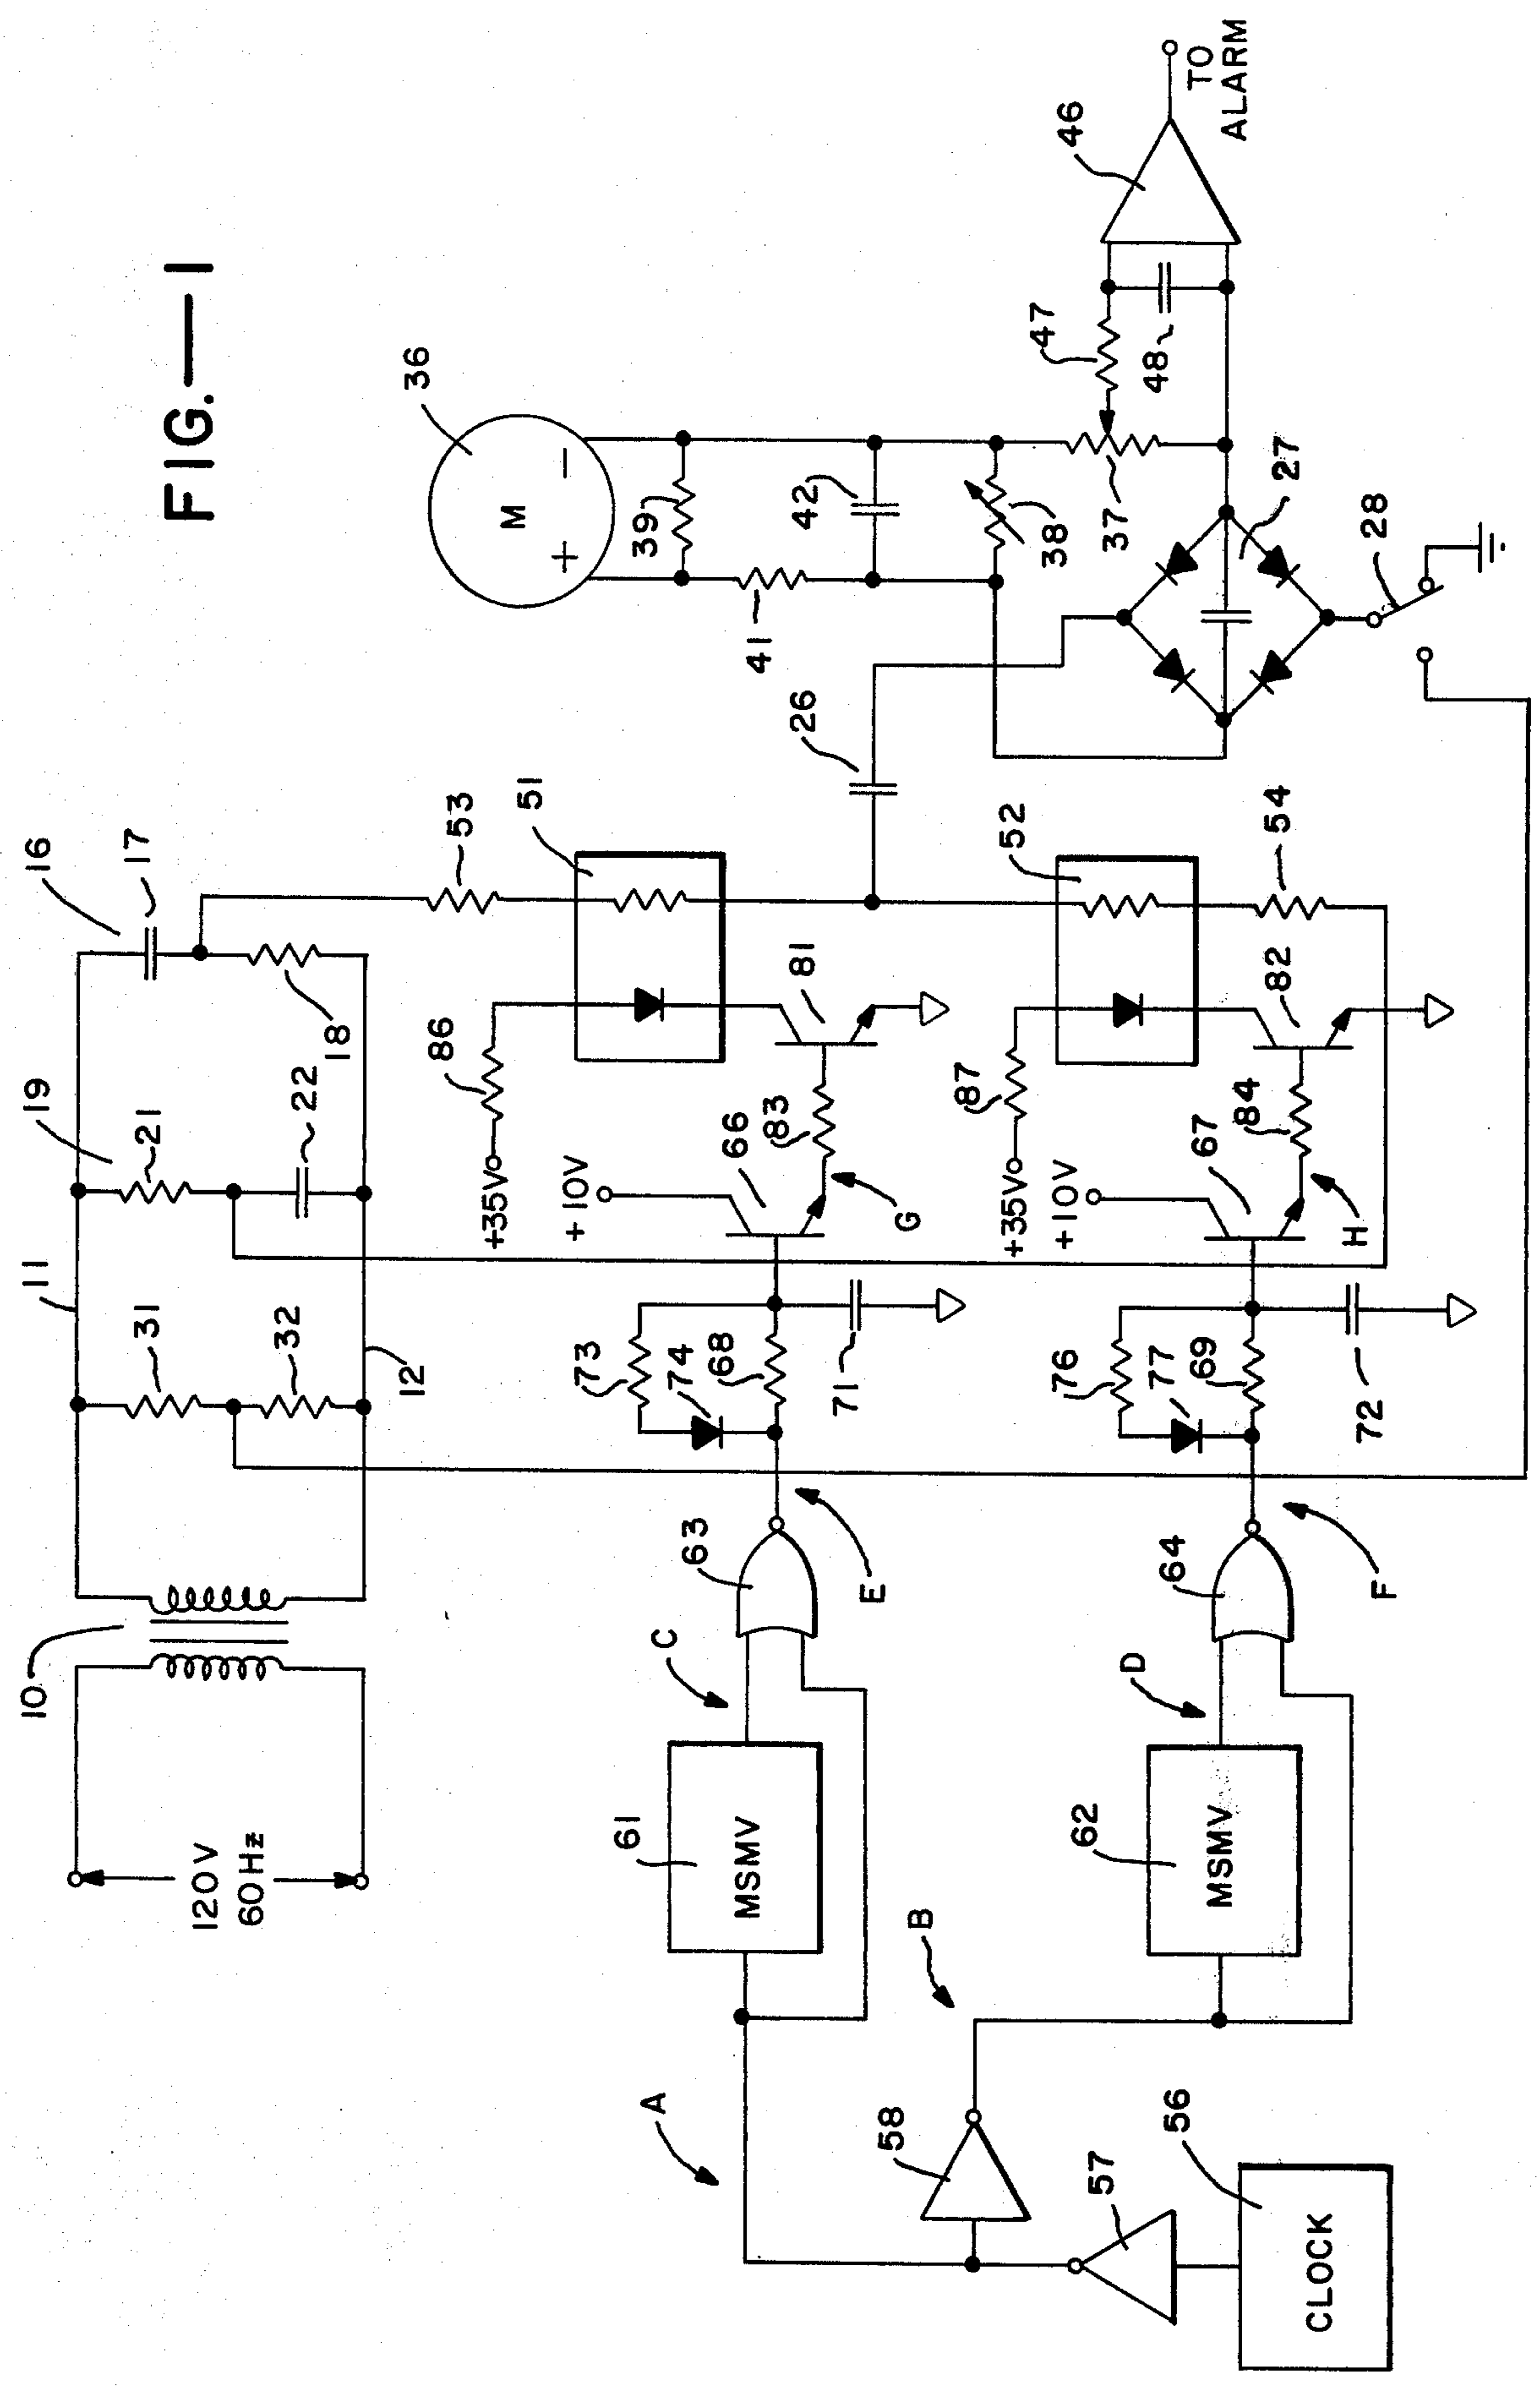 FIG.—1
10
11
12
16
17
18
19
21
22
31
32
120V
60Hz
36
M
+
−
39
41
42
38
37
47
48
46
TO
ALARM
27
28
26
53
51
52
54
86
+35V
+10V
66
83
81
G
87
+35V
+10V
67
84
82
H
73
74
68
71
76
77
69
72
63
E
64
F
C
D
61
MSMV
62
MSMV
A
B
58
57
56
CLOCK